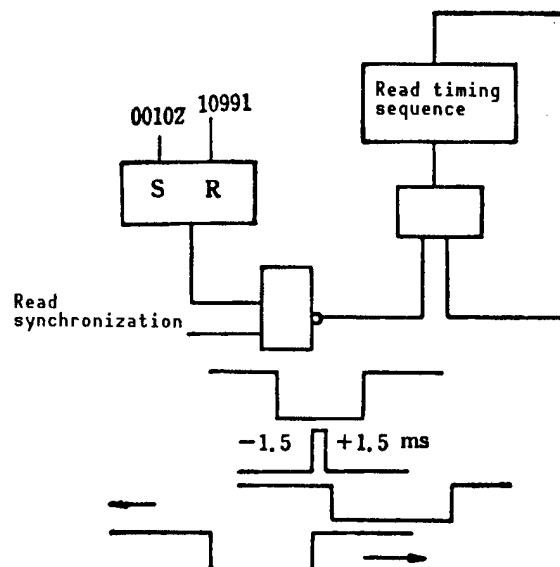 Read timing
sequence
00102 10991
S R
Read
synchronization
-1.5 +1.5 ms